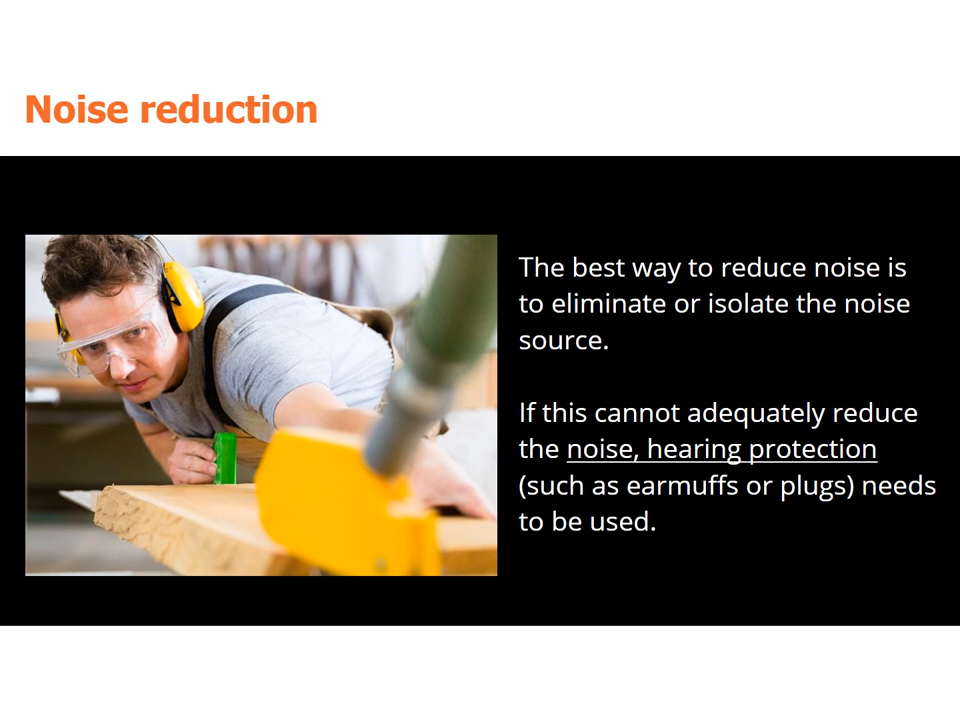 Noise reduction
The best way to reduce noise is
to eliminate or isolate the noise
source.
If this cannot adequately reduce
the noise, hearing protection
(such as earmuffs or plugs) needs
to be used.